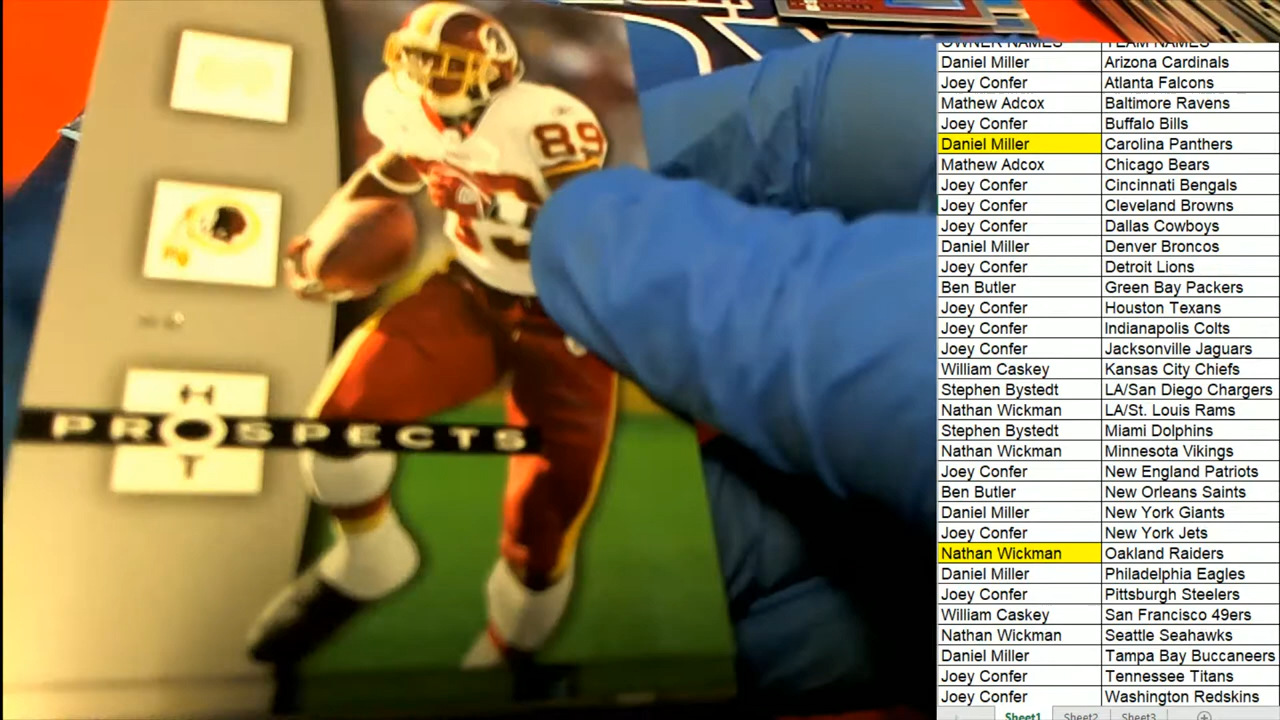 89
H
PROSPECTS
T
OWNER NAMES TEAM NAMES
Daniel Miller Arizona Cardinals
Joey Confer Atlanta Falcons
Mathew Adcox Baltimore Ravens
Joey Confer Buffalo Bills
Daniel Miller Carolina Panthers
Mathew Adcox Chicago Bears
Joey Confer Cincinnati Bengals
Joey Confer Cleveland Browns
Joey Confer Dallas Cowboys
Daniel Miller Denver Broncos
Joey Confer Detroit Lions
Ben Butler Green Bay Packers
Joey Confer Houston Texans
Joey Confer Indianapolis Colts
Joey Confer Jacksonville Jaguars
William Caskey Kansas City Chiefs
Stephen Bystedt LA/San Diego Chargers
Nathan Wickman LA/St. Louis Rams
Stephen Bystedt Miami Dolphins
Nathan Wickman Minnesota Vikings
Joey Confer New England Patriots
Ben Butler New Orleans Saints
Daniel Miller New York Giants
Joey Confer New York Jets
Nathan Wickman Oakland Raiders
Daniel Miller Philadelphia Eagles
Joey Confer Pittsburgh Steelers
William Caskey San Francisco 49ers
Nathan Wickman Seattle Seahawks
Daniel Miller Tampa Bay Buccaneers
Joey Confer Tennessee Titans
Joey Confer Washington Redskins
Sheet1 Sheet2 Sheet3